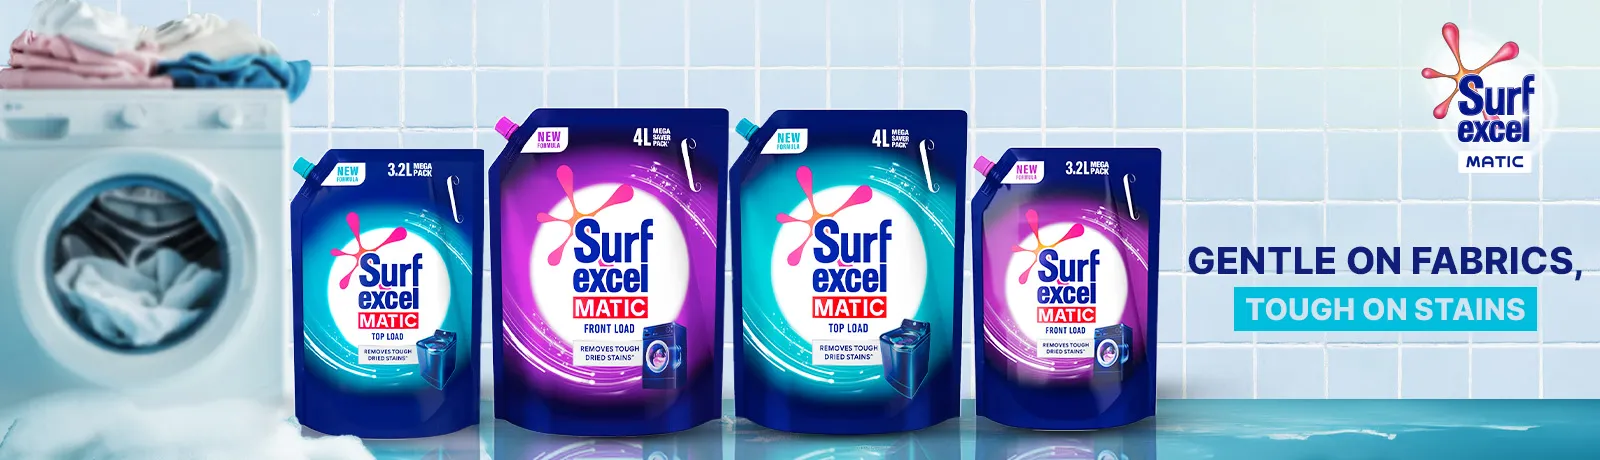 NEW
FORMULA
3.2L MEGA
PACK
Surf
excel
MATIC
TOP LOAD
REMOVES TOUGH
DRIED STAINS*
NEW
FORMULA
4L MEGA
SAVER
PACK*
Surf
excel
MATIC
FRONT LOAD
REMOVES TOUGH
DRIED STAINS*
NEW
FORMULA
4L MEGA
SAVER
PACK*
Surf
excel
MATIC
TOP LOAD
REMOVES TOUGH
DRIED STAINS*
NEW
FORMULA
3.2L MEGA
PACK
Surf
excel
MATIC
FRONT LOAD
REMOVES TOUGH
DRIED STAINS*
Surf
excel
MATIC
GENTLE ON FABRICS,
TOUGH ON STAINS